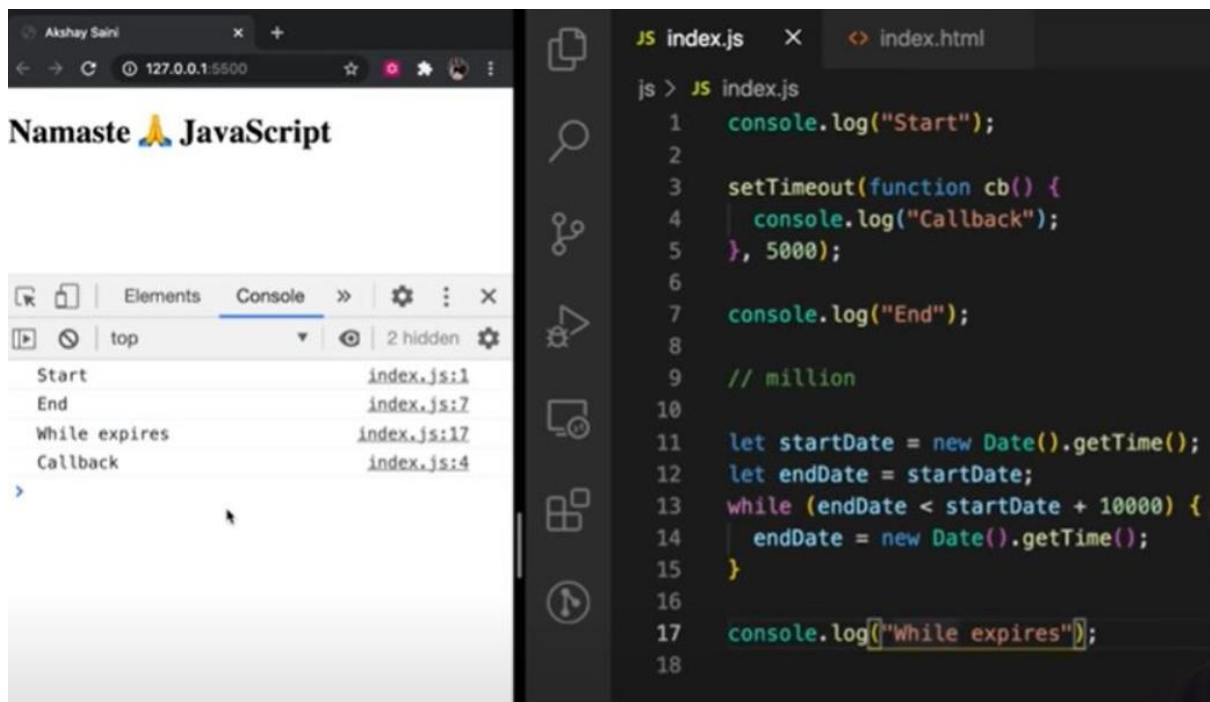 Akshay Saini
127.0.0.1:5500
Namaste 🙏 JavaScript
Elements Console
top 2 hidden
Start index.js:1
End index.js:7
While expires index.js:17
Callback index.js:4
JS index.js index.html
js > JS index.js
1 console.log("Start");
2
3 setTimeout(function cb() {
4 console.log("Callback");
5 }, 5000);
6
7 console.log("End");
8
9 // million
10
11 let startDate = new Date().getTime();
12 let endDate = startDate;
13 while (endDate < startDate + 10000) {
14 endDate = new Date().getTime();
15 }
16
17 console.log("While expires");
18